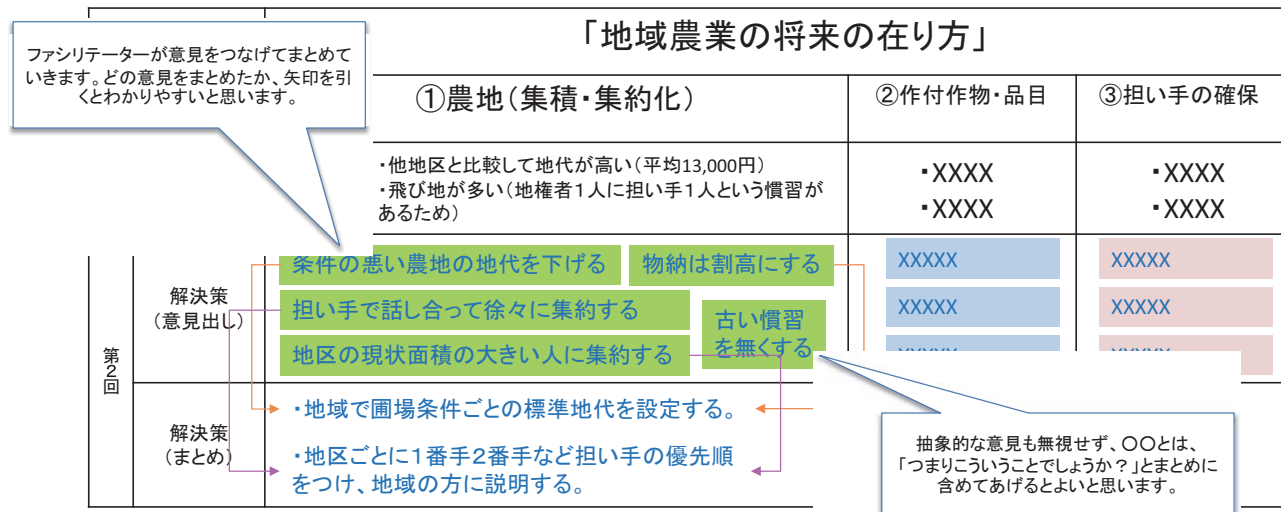 「地域農業の将来の在り方」
ファシリテーターが意見をつなげてまとめて
いきます。どの意見をまとめたか、矢印を引
くとわかりやすいと思います。
①農地(集積・集約化)
②作付作物・品目
③担い手の確保
・他地区と比較して地代が高い(平均13,000円)
・飛び地が多い(地権者1人に担い手1人という慣習が
あるため)
・XXXX
・XXXX
・XXXX
・XXXX
第2回
解決策
(意見出し)
条件の悪い農地の地代を下げる
物納は割高にする
担い手で話し合って徐々に集約する
古い慣習
を無くする
地区の現状面積の大きい人に集約する
XXXXX
XXXXX
XXXXX
XXXXX
解決策
(まとめ)
・地域で圃場条件ごとの標準地代を設定する。
・地区ごとに1番手2番手など担い手の優先順
をつけ、地域の方に説明する。
抽象的な意見も無視せず、〇〇とは、
「つまりこういうことでしょうか?」とまとめに
含めてあげるとよいと思います。